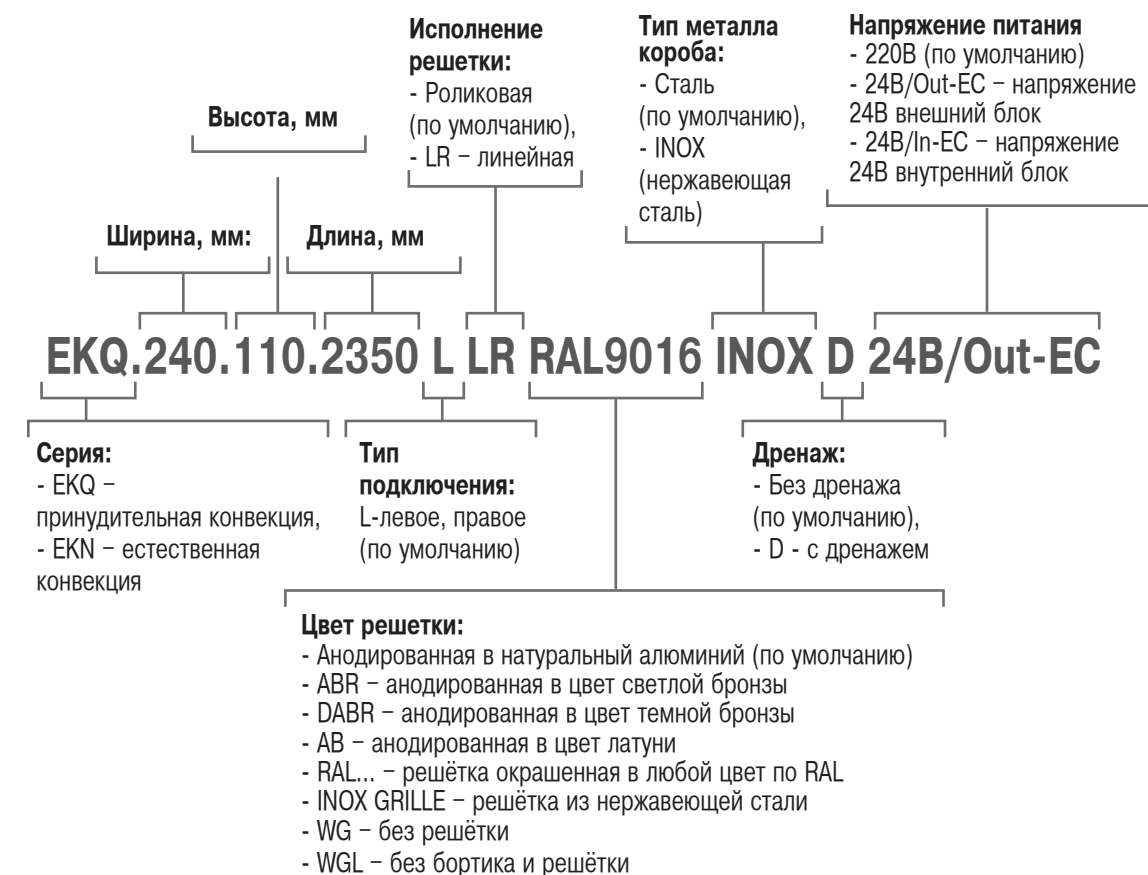 Исполнение
решетки:
- Роликовая
(по умолчанию),
- LR – линейная
Тип металла
короба:
- Сталь
(по умолчанию),
- INOX
(нержавеющая
сталь)
Напряжение питания
- 220В (по умолчанию)
- 24В/Out-EC – напряжение
24В внешний блок
- 24В/In-EC – напряжение
24В внутренний блок
Высота, мм
Ширина, мм:
Длина, мм
EKQ.240.110.2350 L LR RAL9016 INOX D 24В/Out-EC
Серия:
- EKQ –
принудительная конвекция,
- EKN – естественная
конвекция
Тип
подключения:
L-левое, правое
(по умолчанию)
Дренаж:
- Без дренажа
(по умолчанию),
- D - с дренажем
Цвет решетки:
- Анодированная в натуральный алюминий (по умолчанию)
- ABR – анодированная в цвет светлой бронзы
- DABR – анодированная в цвет темной бронзы
- AB – анодированная в цвет латуни
- RAL... – решётка окрашенная в любой цвет по RAL
- INOX GRILLE – решётка из нержавеющей стали
- WG – без решётки
- WGL – без бортика и решётки